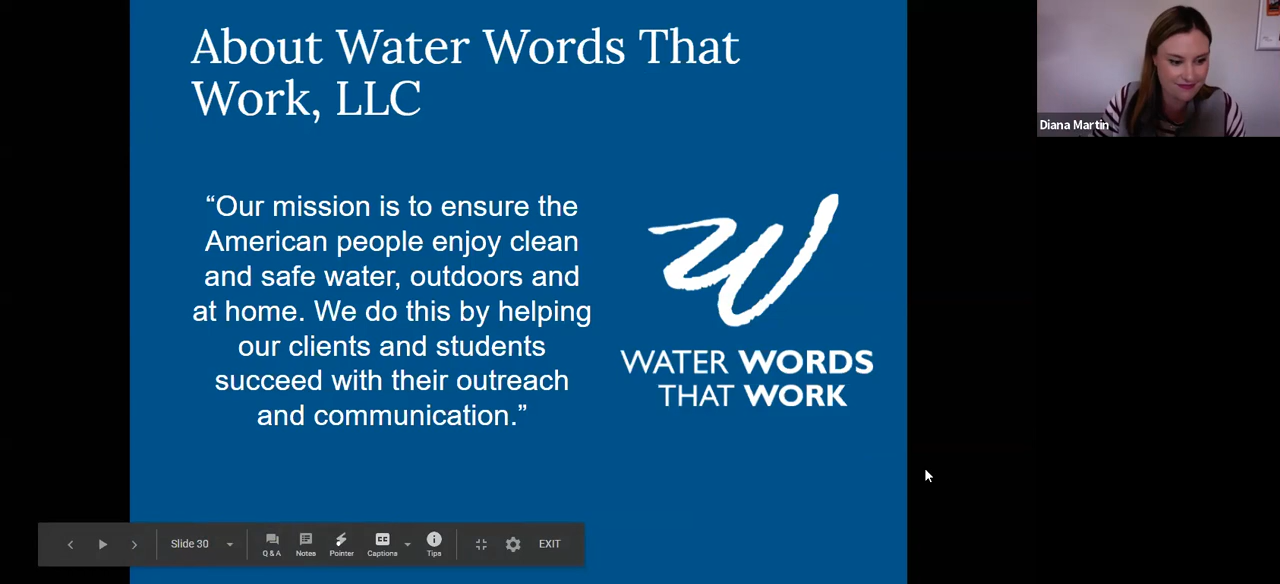 About Water Words That
Work, LLC
“Our mission is to ensure the
American people enjoy clean
and safe water, outdoors and
at home. We do this by helping
our clients and students
succeed with their outreach
and communication.”
WATER WORDS
THAT WORK
Diana Martin
Slide 30
Q & A
Notes
Pointer
Captions
Tips
EXIT